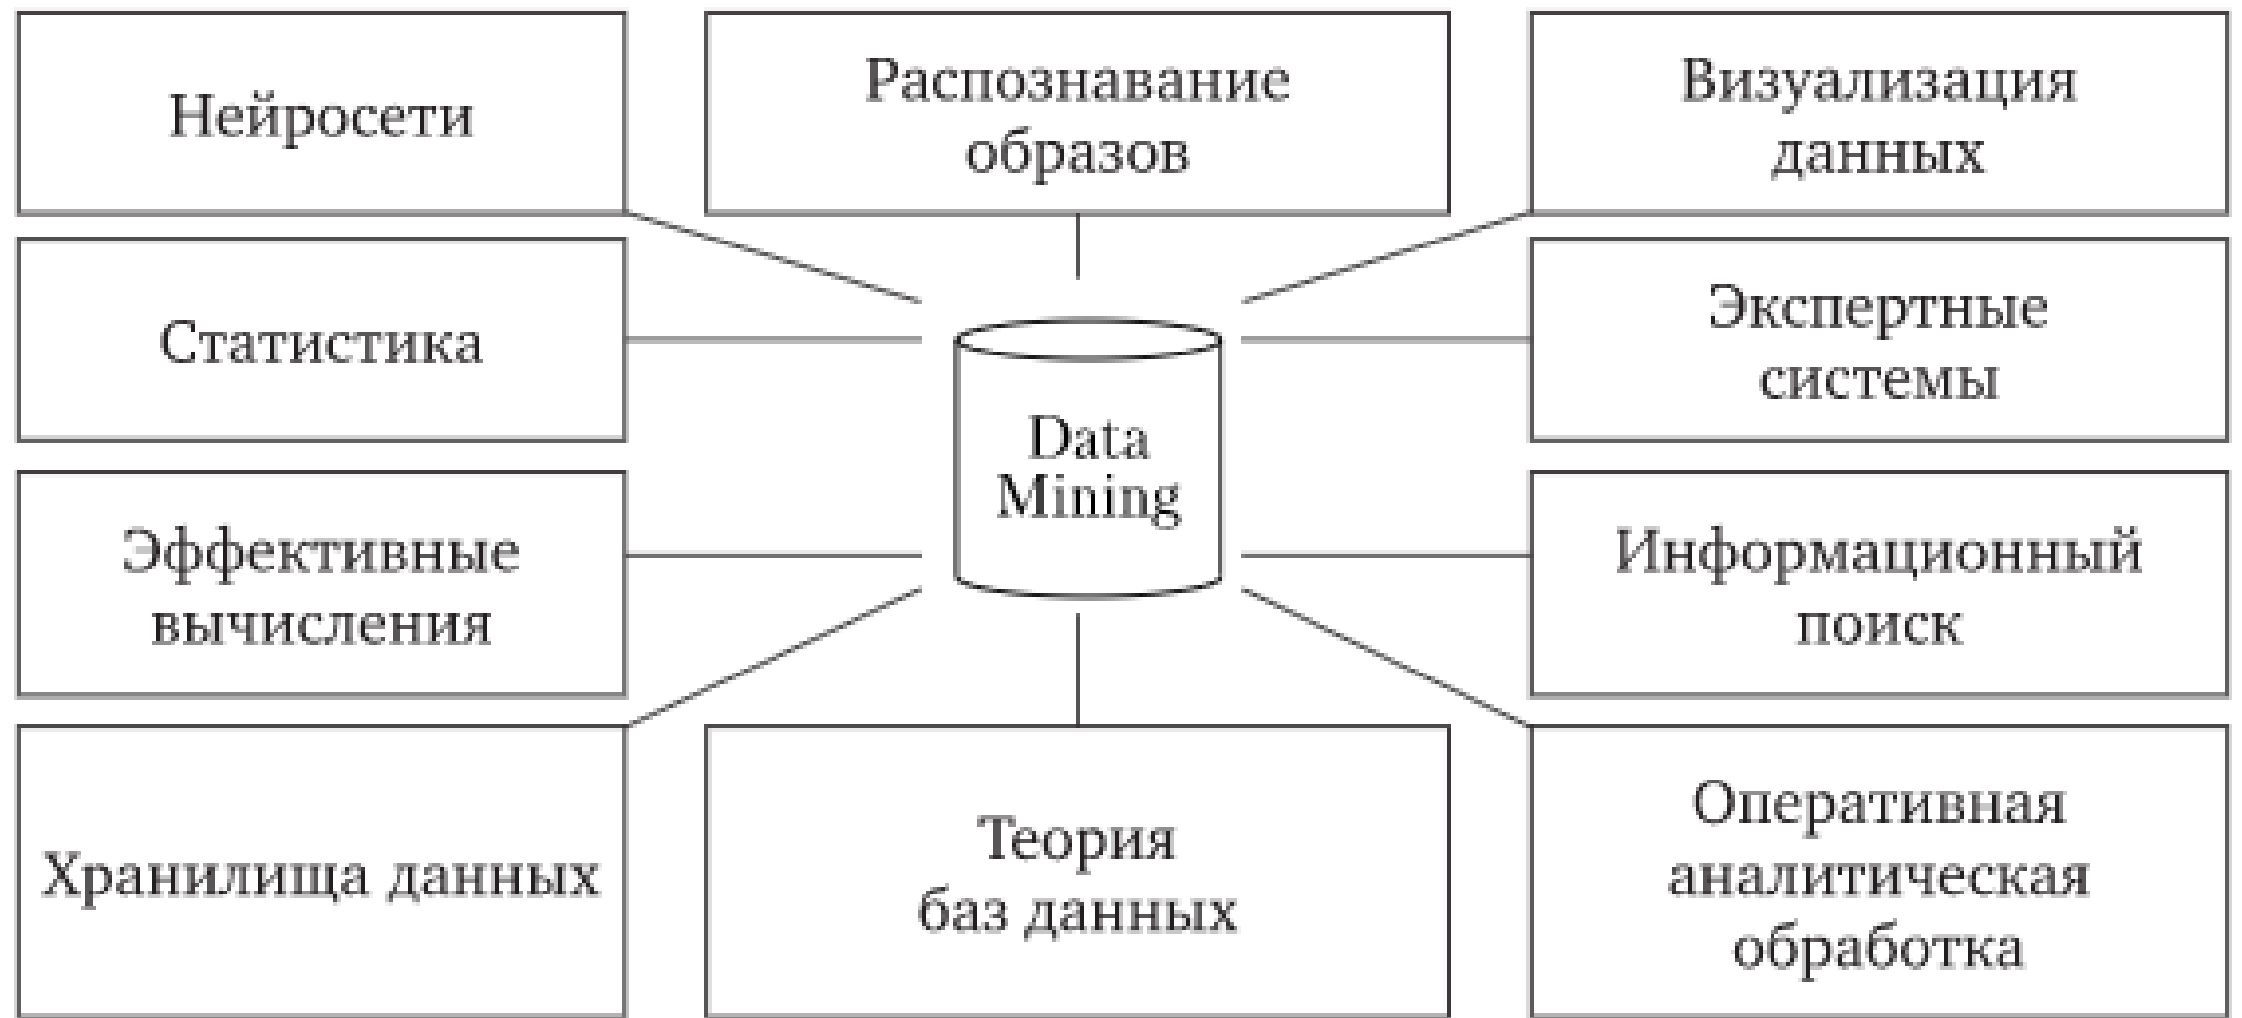 Нейросети
Распознавание
образов
Визуализация
данных
Статистика
Экспертные
системы
Data
Mining
Эффективные
вычисления
Информационный
поиск
Хранилища данных
Теория
баз данных
Оперативная
аналитическая
обработка